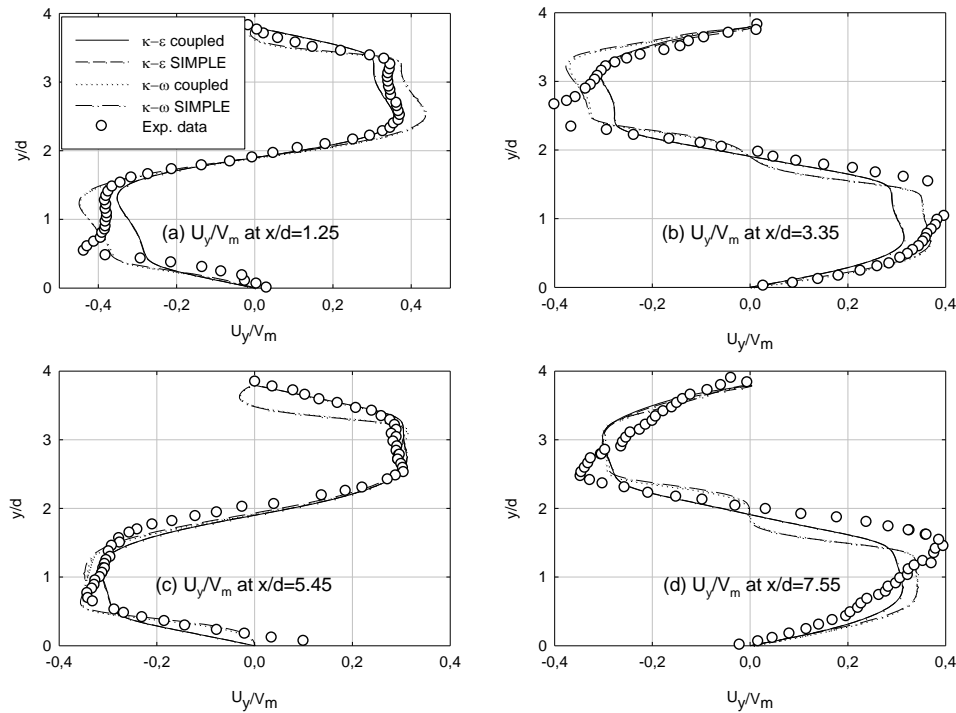 4
3
2
1
0
y/d
-0,4
-0,2
0,0
0,2
0,4
U_y/V_m
κ−ε coupled
κ−ε SIMPLE
κ−ω coupled
κ−ω SIMPLE
Exp. data
(a) U_y/V_m at x/d=1.25
4
3
2
1
0
y/d
-0,4
-0,2
0,0
0,2
0,4
U_y/V_m
(b) U_y/V_m at x/d=3.35
4
3
2
1
0
y/d
-0,4
-0,2
0,0
0,2
0,4
U_y/V_m
(c) U_y/V_m at x/d=5.45
4
3
2
1
0
y/d
-0,4
-0,2
0,0
0,2
0,4
U_y/V_m
(d) U_y/V_m at x/d=7.55